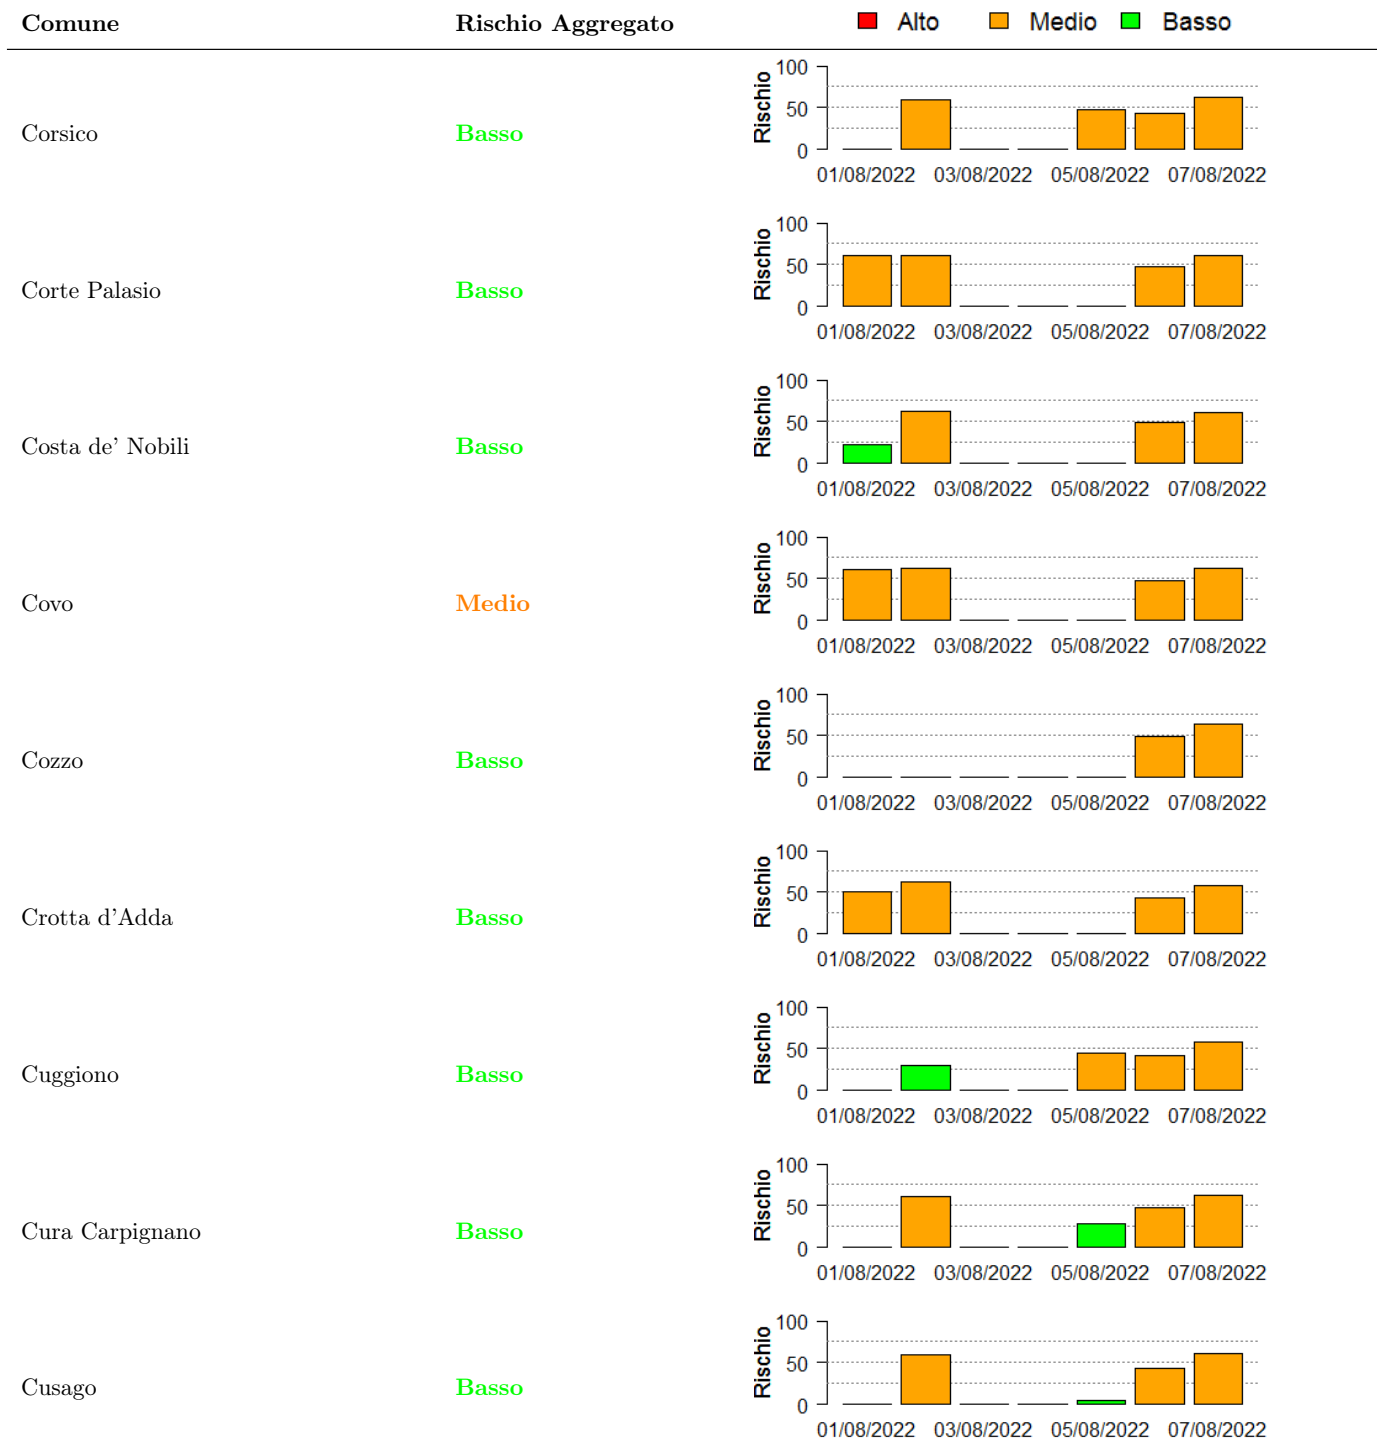 Comune Rischio Aggregato Alto Medio Basso
Corsico Basso
Rischio
100
50
0
01/08/2022 03/08/2022 05/08/2022 07/08/2022
Corte Palasio Basso
Rischio
100
50
0
01/08/2022 03/08/2022 05/08/2022 07/08/2022
Costa de' Nobili Basso
Rischio
100
50
0
01/08/2022 03/08/2022 05/08/2022 07/08/2022
Covo Medio
Rischio
100
50
0
01/08/2022 03/08/2022 05/08/2022 07/08/2022
Cozzo Basso
Rischio
100
50
0
01/08/2022 03/08/2022 05/08/2022 07/08/2022
Crotta d'Adda Basso
Rischio
100
50
0
01/08/2022 03/08/2022 05/08/2022 07/08/2022
Cuggiono Basso
Rischio
100
50
0
01/08/2022 03/08/2022 05/08/2022 07/08/2022
Cura Carpignano Basso
Rischio
100
50
0
01/08/2022 03/08/2022 05/08/2022 07/08/2022
Cusago Basso
Rischio
100
50
0
01/08/2022 03/08/2022 05/08/2022 07/08/2022